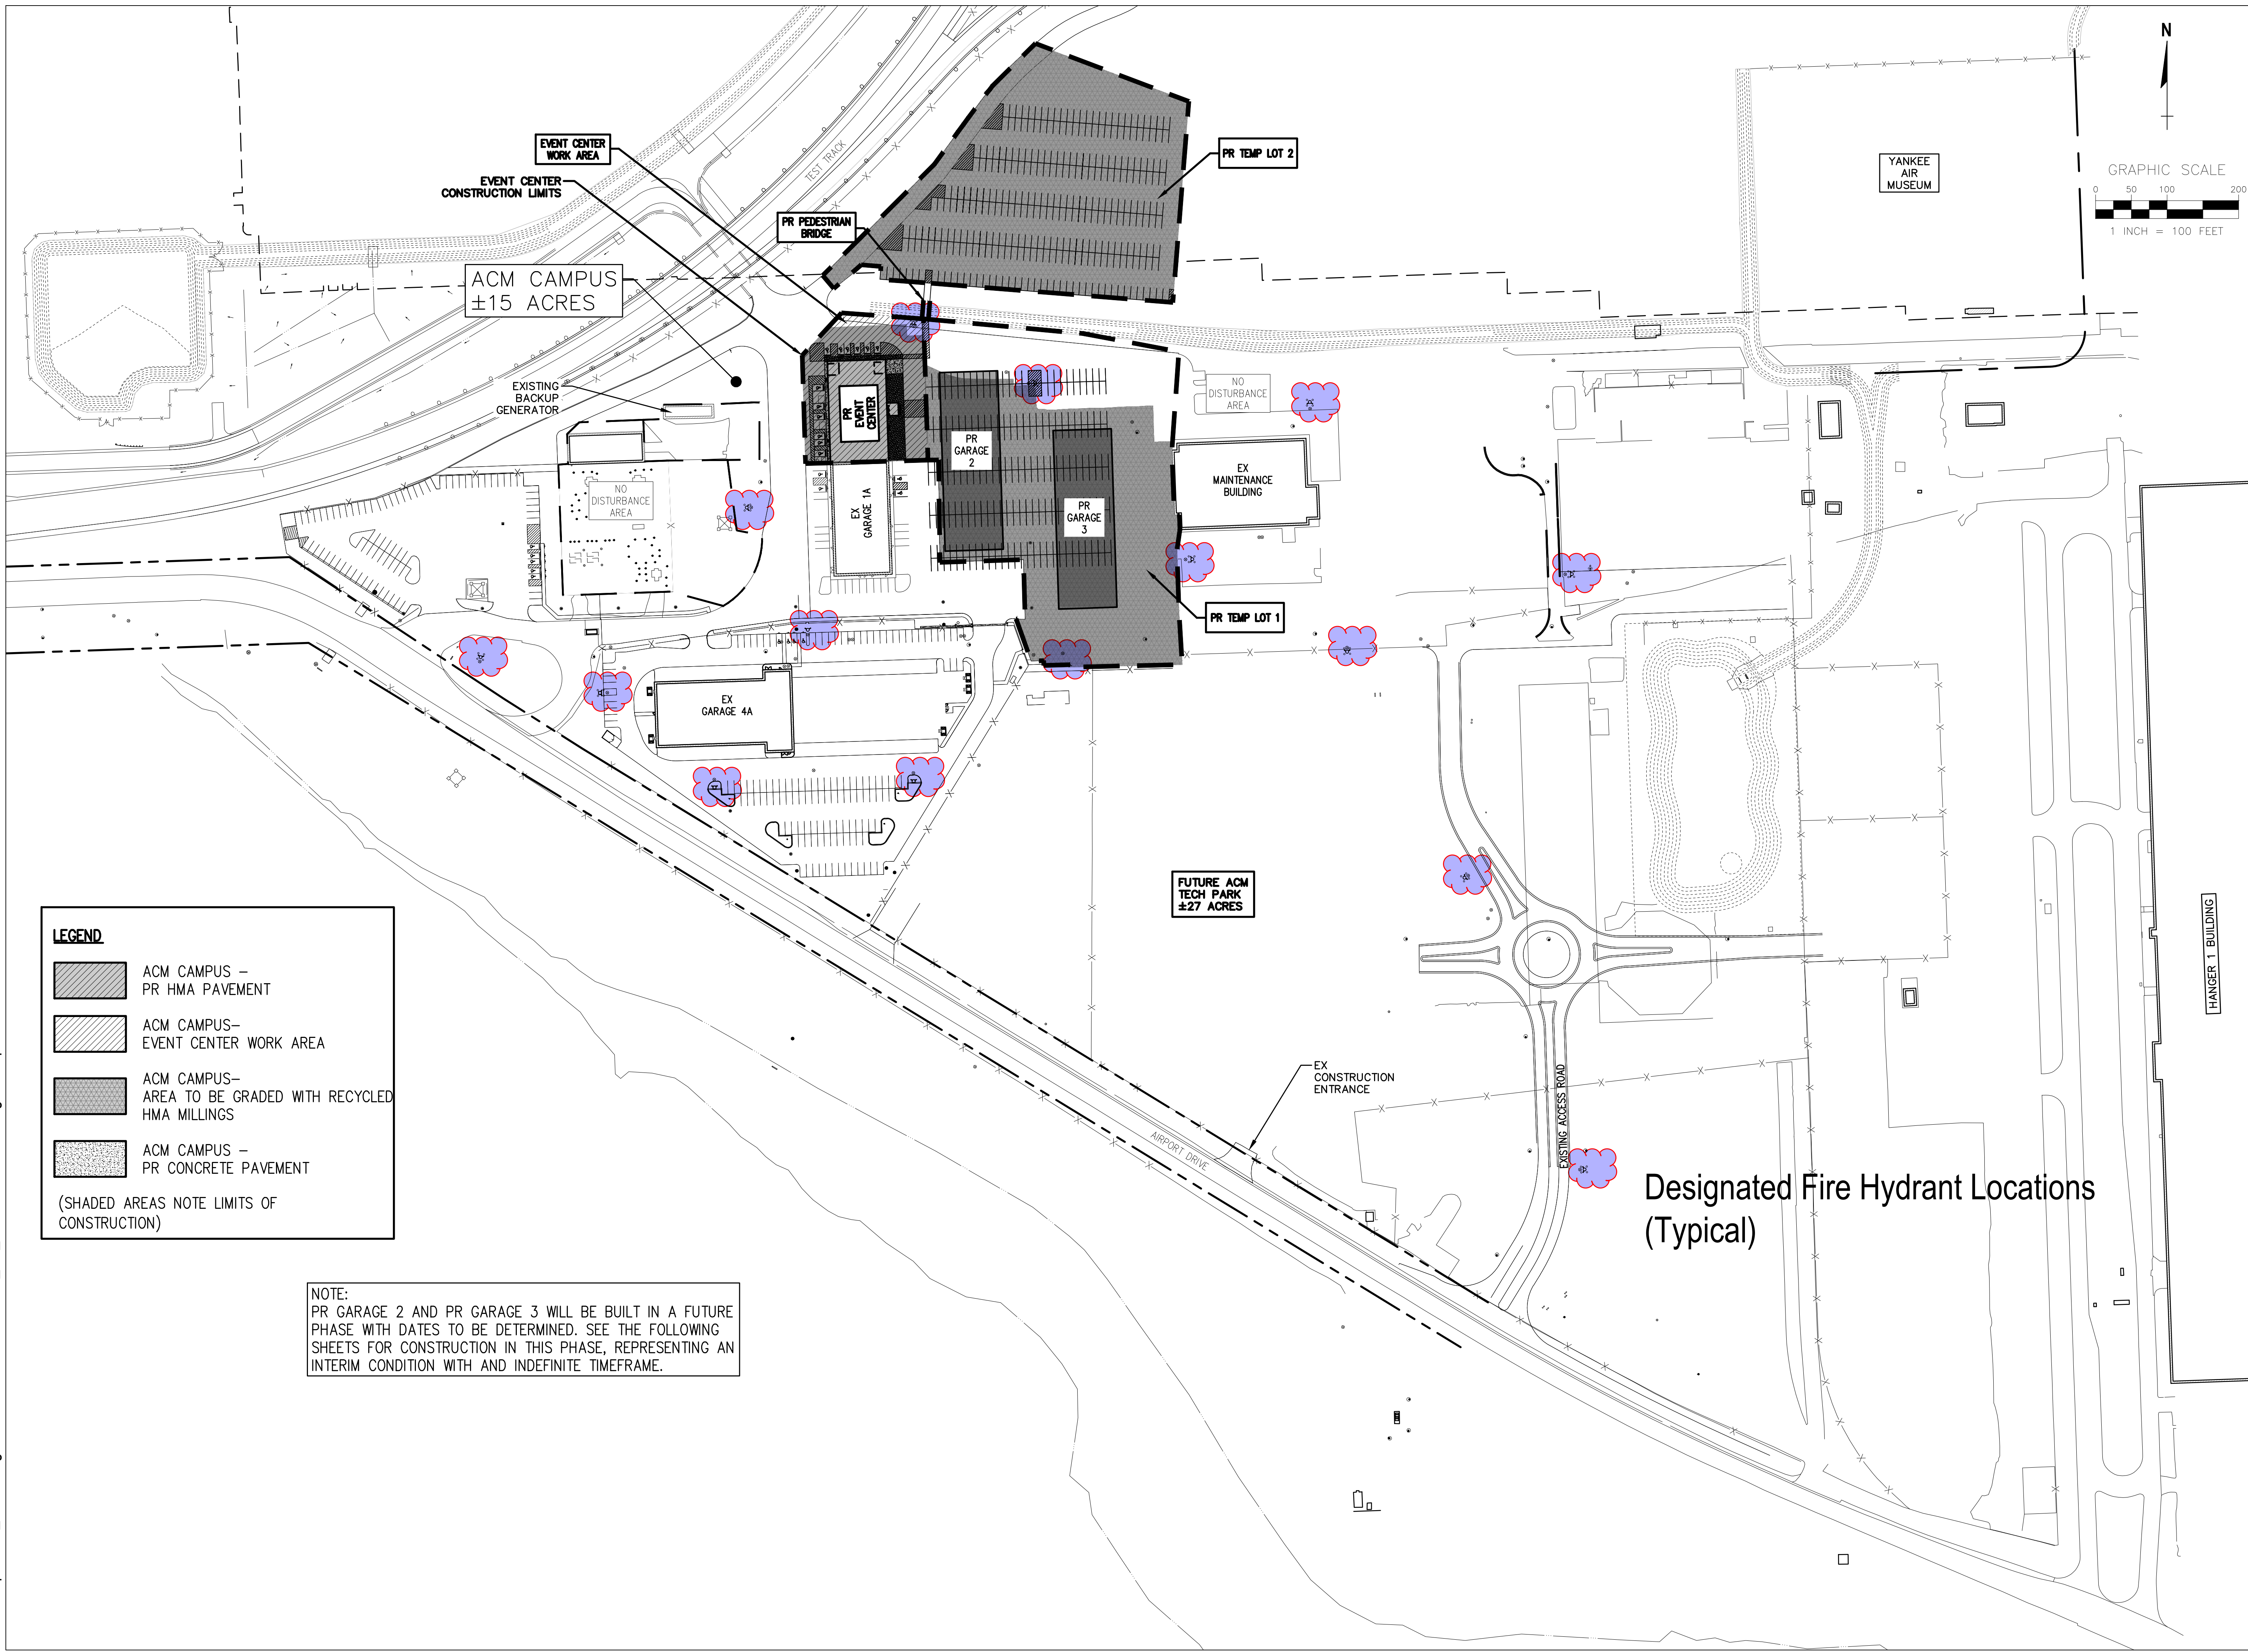 N
GRAPHIC SCALE
0 50 100 200
1 INCH = 100 FEET
YANKEE
AIR
MUSEUM
EVENT CENTER
WORK AREA
EVENT CENTER
CONSTRUCTION LIMITS
TEST TRACK
PR TEMP LOT 2
PR PEDESTRIAN
BRIDGE
ACM CAMPUS
±15 ACRES
EXISTING
BACKUP
GENERATOR
NO
DISTURBANCE
AREA
PR
EVENT
CENTER
PR
GARAGE
2
NO
DISTURBANCE
AREA
EX
GARAGE 1A
PR
GARAGE
3
EX
MAINTENANCE
BUILDING
PR TEMP LOT 1
EX
GARAGE 4A
FUTURE ACM
TECH PARK
±27 ACRES
HANGER 1 BUILDING
LEGEND
ACM CAMPUS –
PR HMA PAVEMENT
ACM CAMPUS–
EVENT CENTER WORK AREA
ACM CAMPUS–
AREA TO BE GRADED WITH RECYCLED
HMA MILLINGS
ACM CAMPUS –
PR CONCRETE PAVEMENT
(SHADED AREAS NOTE LIMITS OF
CONSTRUCTION)
EX
CONSTRUCTION
ENTRANCE
AIRPORT DRIVE
EXISTING ACCESS ROAD
Designated Fire Hydrant Locations
(Typical)
NOTE:
PR GARAGE 2 AND PR GARAGE 3 WILL BE BUILT IN A FUTURE
PHASE WITH DATES TO BE DETERMINED. SEE THE FOLLOWING
SHEETS FOR CONSTRUCTION IN THIS PHASE, REPRESENTING AN
INTERIM CONDITION WITH AND INDEFINITE TIMEFRAME.